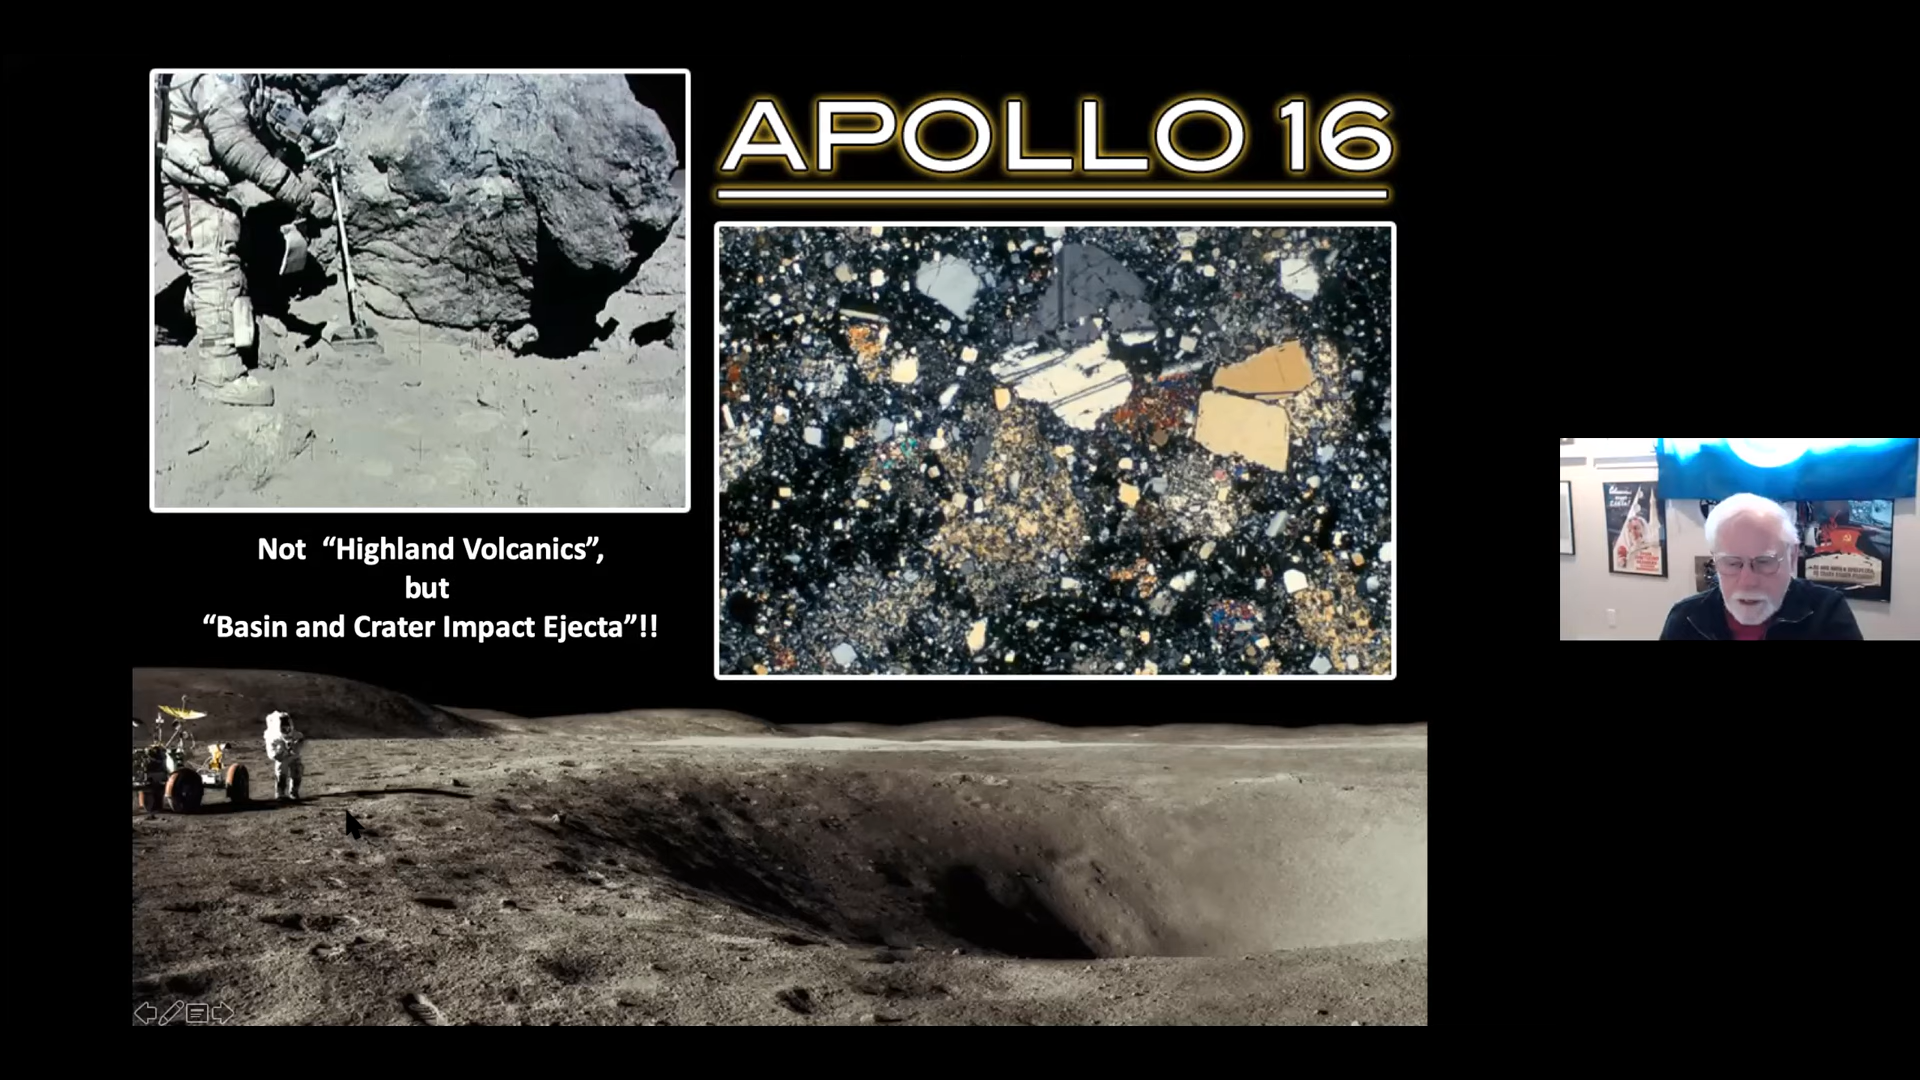 APOLLO 16
Not “Highland Volcanics”,
but
“Basin and Crater Impact Ejecta”!!